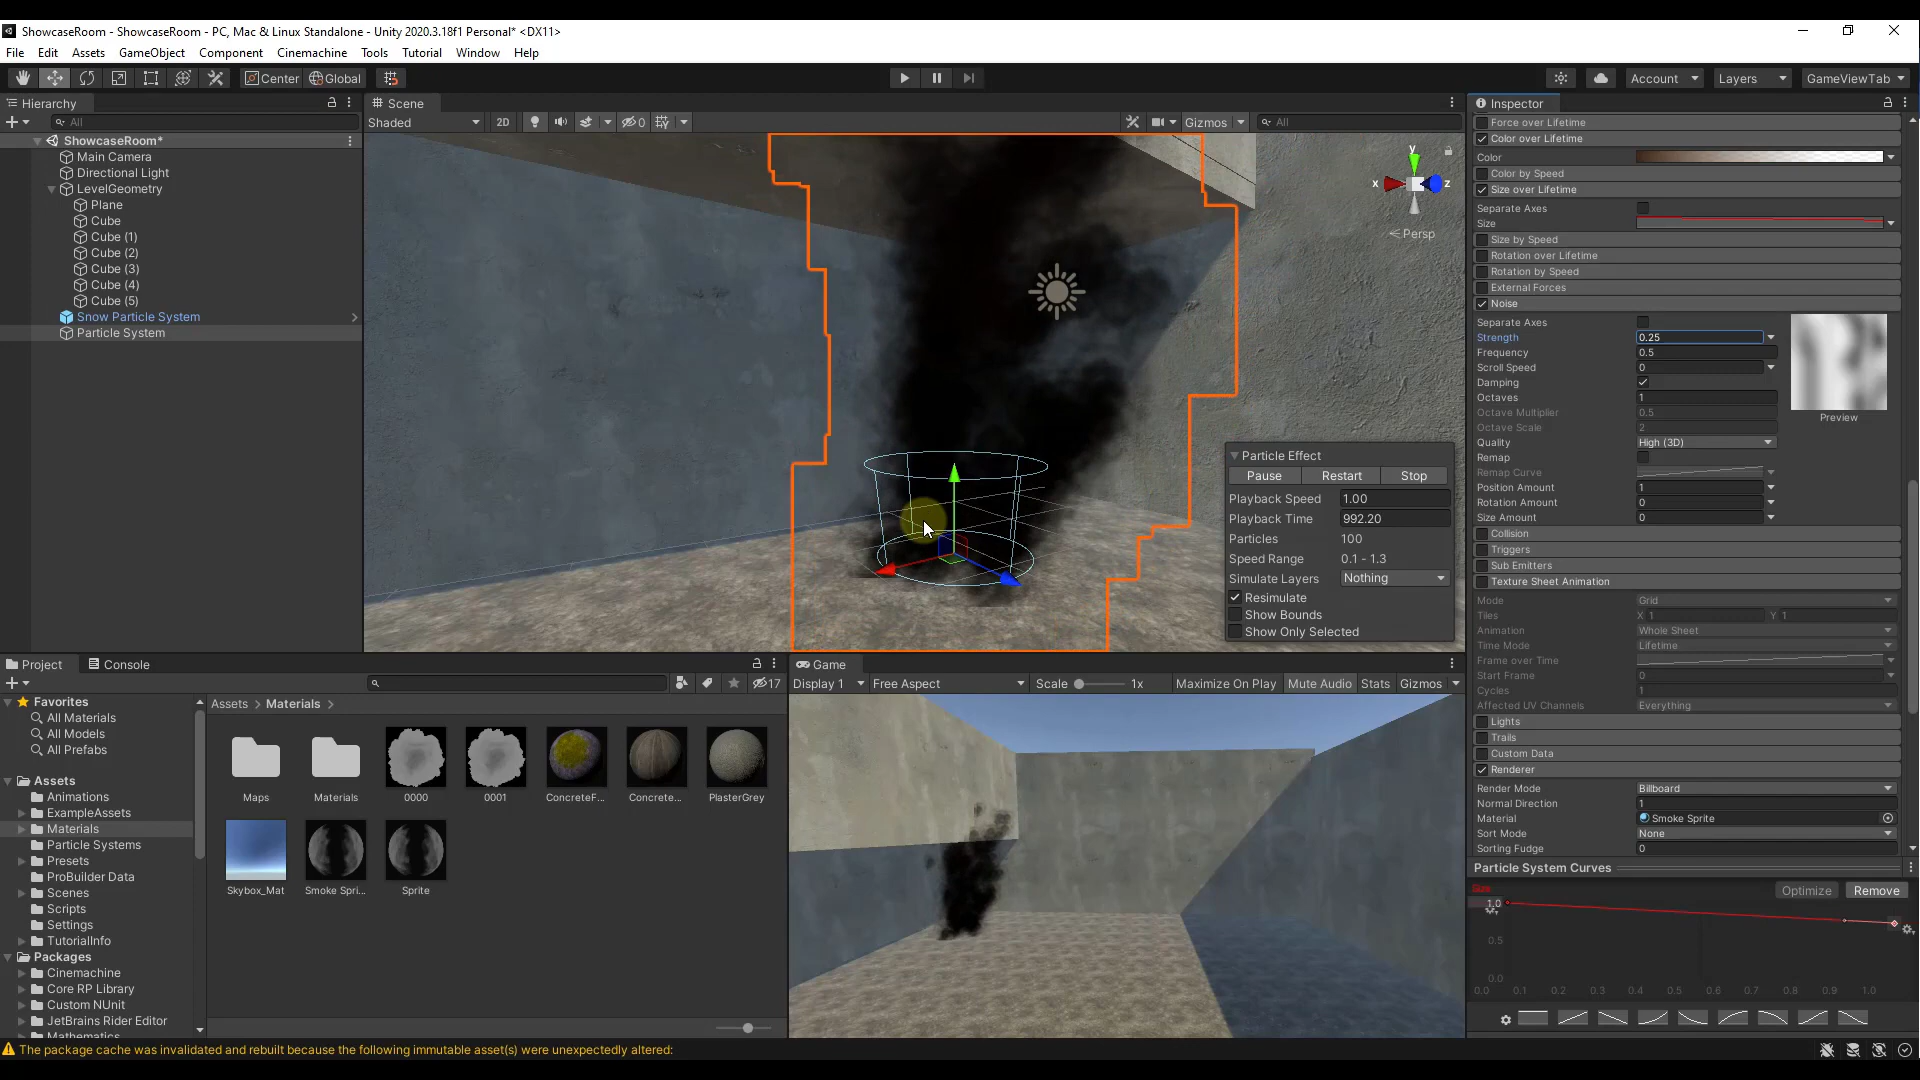 ShowcaseRoom - ShowcaseRoom - PC, Mac & Linux Standalone - Unity 2020.3.18f1 Personal* <DX11>
File Edit Assets GameObject Component Cinemachine Tools Tutorial Window Help
Center Global Account Layers GameViewTab
Hierarchy
All
ShowcaseRoom*
Main Camera
Directional Light
LevelGeometry
Plane
Cube
Cube (1)
Cube (2)
Cube (3)
Cube (4)
Cube (5)
Snow Particle System
Particle System
Scene
Shaded 2D 0 Gizmos All
y
x z
Persp
Particle Effect
Pause Restart Stop
Playback Speed 1.00
Playback Time 992.20
Particles 100
Speed Range 0.1 - 1.3
Simulate Layers Nothing
Resimulate
Show Bounds
Show Only Selected
Inspector
Force over Lifetime
Color over Lifetime
Color
Color by Speed
Size over Lifetime
Separate Axes
Size
Size by Speed
Rotation over Lifetime
Rotation by Speed
External Forces
Noise
Separate Axes
Strength 0.25
Frequency 0.5
Scroll Speed 0
Damping
Octaves 1
Octave Multiplier 0.5
Octave Scale 2
Quality High (3D)
Remap
Remap Curve
Position Amount 1
Rotation Amount 0
Size Amount 0
Preview
Collision
Triggers
Sub Emitters
Texture Sheet Animation
Mode Grid
Tiles X 1 Y 1
Animation Whole Sheet
Time Mode Lifetime
Frame over Time
Start Frame 0
Cycles 1
Affected UV Channels Everything
Lights
Trails
Custom Data
Renderer
Render Mode Billboard
Normal Direction 1
Material Smoke Sprite
Sort Mode None
Sorting Fudge 0
Particle System Curves
Size
Optimize Remove
1.0
0.5
0.0
0.0 0.1 0.2 0.3 0.4 0.5 0.6 0.7 0.8 0.9 1.0
Project Console
17
Favorites
All Materials
All Models
All Prefabs
Assets
Animations
ExampleAssets
Materials
Particle Systems
Presets
ProBuilder Data
Scenes
Scripts
Settings
TutorialInfo
Packages
Cinemachine
Core RP Library
Custom NUnit
JetBrains Rider Editor
Mathematics
Assets > Materials >
Maps Materials 0000 0001 ConcreteF... Concrete... PlasterGrey
Skybox_Mat Smoke Spri... Sprite
Game
Display 1 Free Aspect Scale 1x Maximize On Play Mute Audio Stats Gizmos
The package cache was invalidated and rebuilt because the following immutable asset(s) were unexpectedly altered: